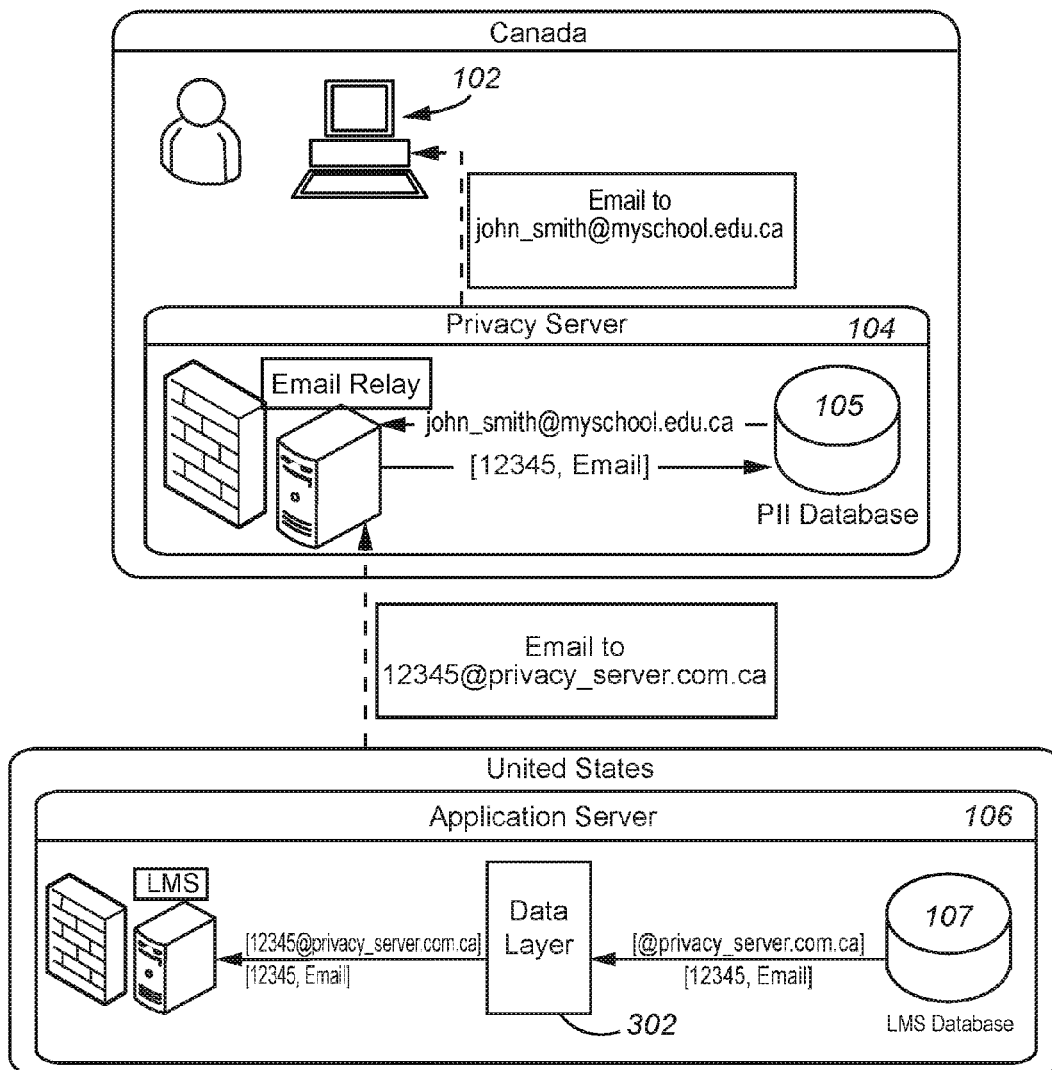 Canada
102
Email to
john_smith@myschool.edu.ca
Privacy Server 104
Email Relay
john_smith@myschool.edu.ca
[12345, Email]
105
PII Database
Email to
12345@privacy_server.com.ca
United States
Application Server 106
LMS
[12345@privacy_server.com.ca]
[12345, Email]
Data
Layer
[@privacy_server.com.ca]
[12345, Email]
107
302
LMS Database